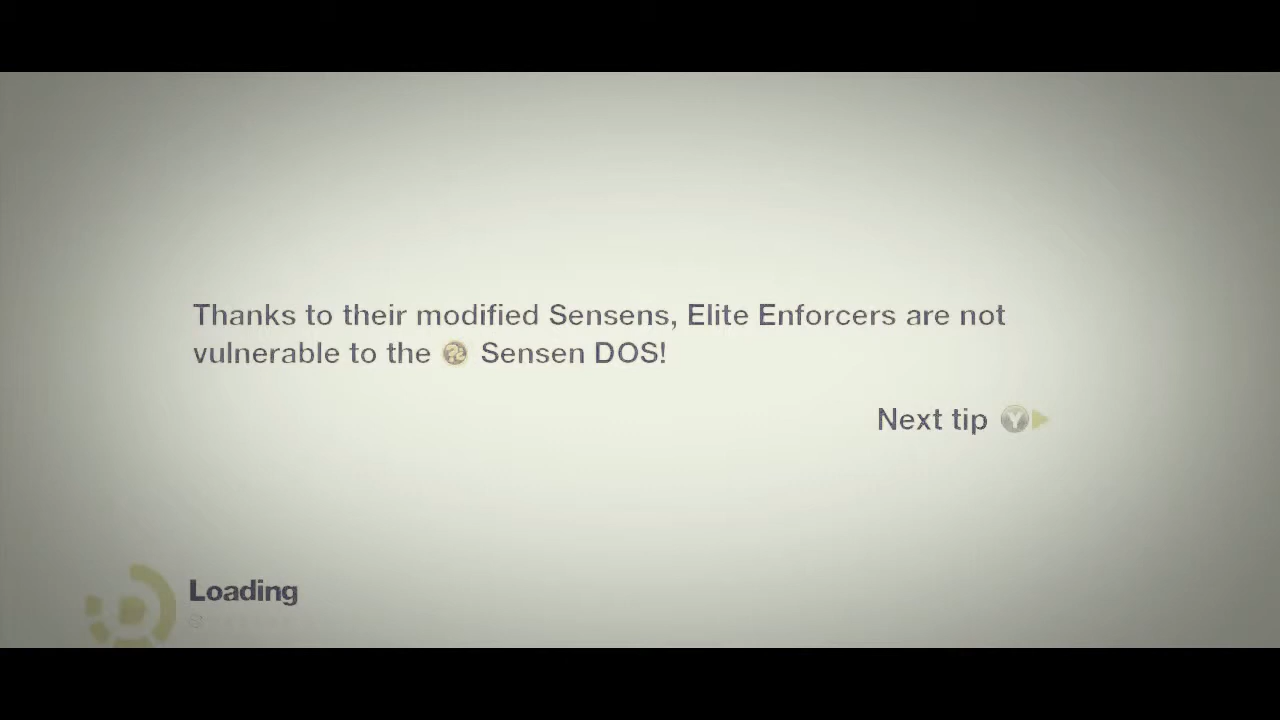 Thanks to their modified Sensens, Elite Enforcers are not
vulnerable to the Sensen DOS!
Next tip Y
Loading